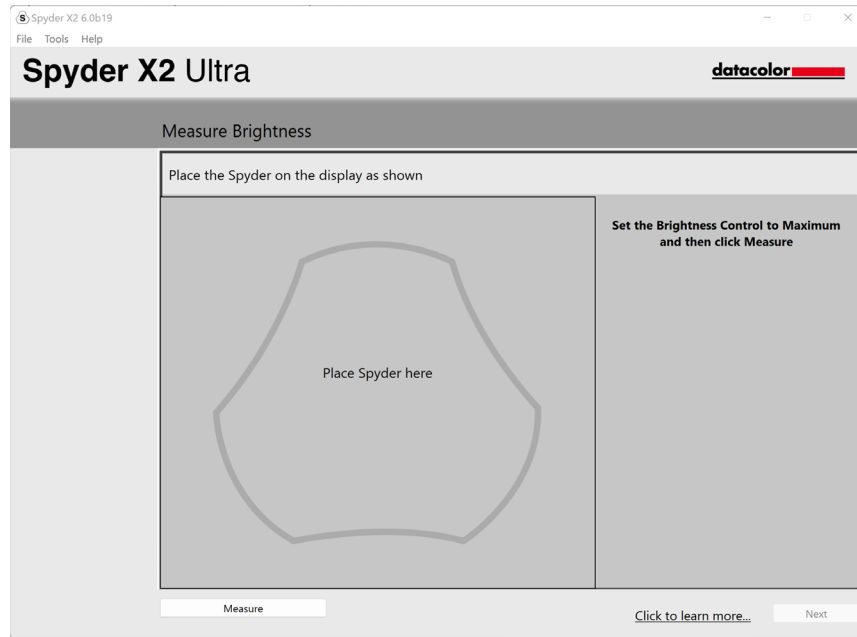 Spyder X2 6.0b19
File Tools Help
Spyder X2 Ultra
datacolor
Measure Brightness
Place the Spyder on the display as shown
Set the Brightness Control to Maximum
and then click Measure
Place Spyder here
Measure
Click to learn more...
Next